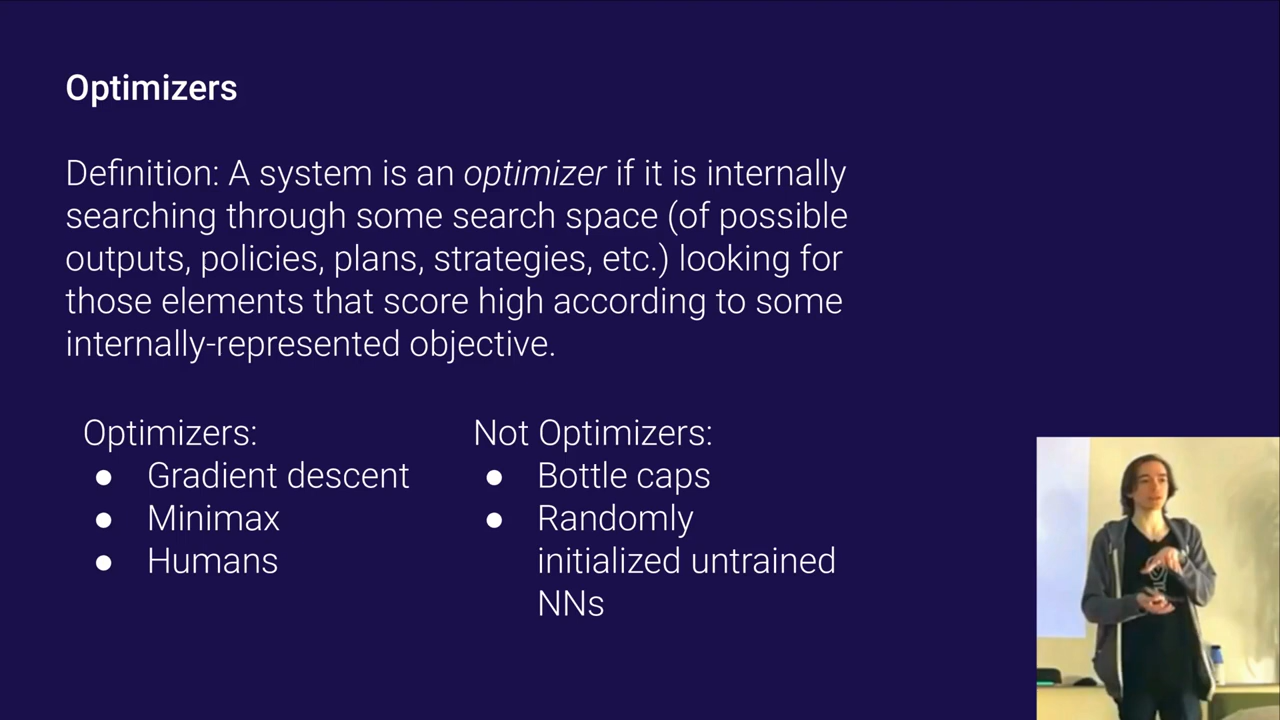 Optimizers
Definition: A system is an optimizer if it is internally
searching through some search space (of possible
outputs, policies, plans, strategies, etc.) looking for
those elements that score high according to some
internally-represented objective.
Optimizers:
● Gradient descent
● Minimax
● Humans
Not Optimizers:
● Bottle caps
● Randomly
initialized untrained
NNs